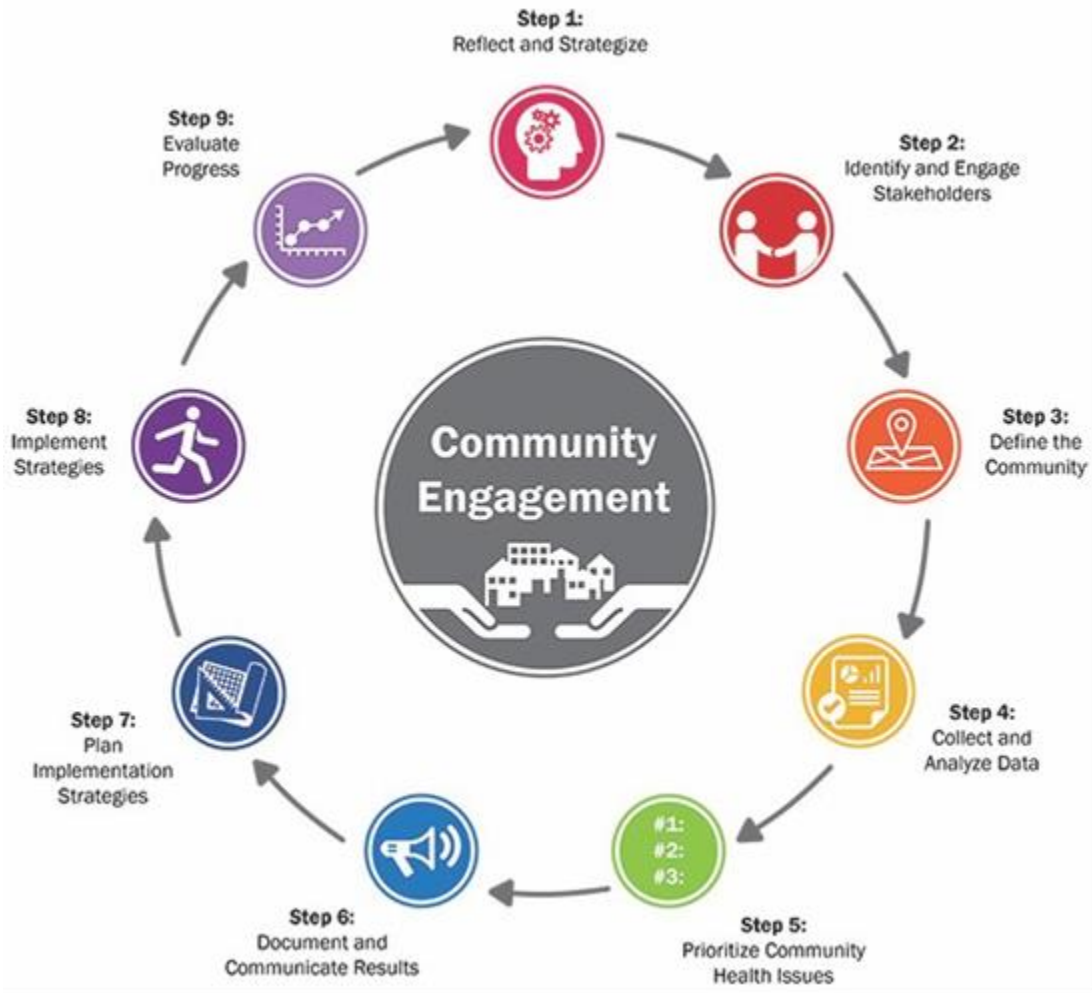 Step 1:
Reflect and Strategize
Step 2:
Identify and Engage
Stakeholders
Step 3:
Define the
Community
Step 4:
Collect and
Analyze Data
Step 5:
Prioritize Community
Health Issues
#1:
#2:
#3:
Step 6:
Document and
Communicate Results
Step 7:
Plan
Implementation
Strategies
Step 8:
Implement
Strategies
Step 9:
Evaluate
Progress
Community
Engagement